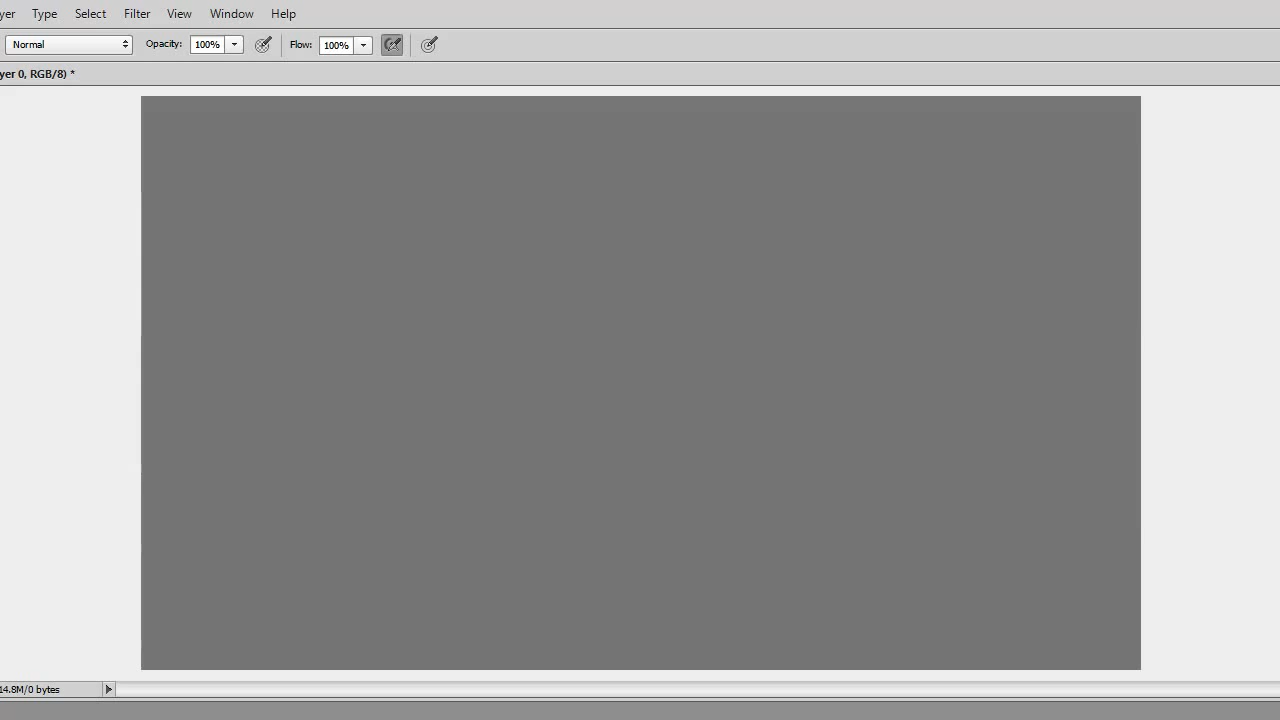 yer Type Select Filter View Window Help
Normal Opacity: 100% Flow: 100%
yer 0, RGB/8) *
14.8M/0 bytes